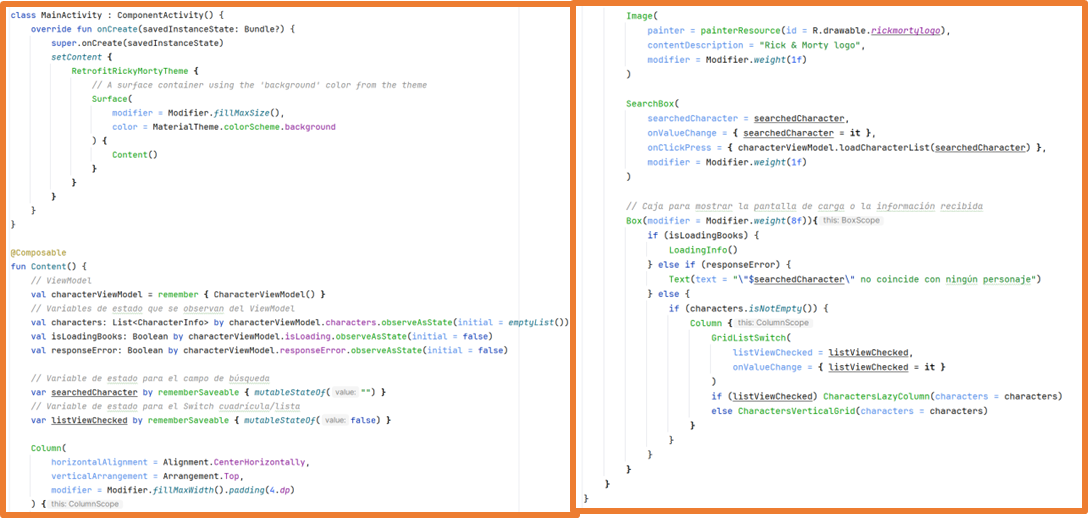 class MainActivity : ComponentActivity() {
    override fun onCreate(savedInstanceState: Bundle?) {
        super.onCreate(savedInstanceState)
        setContent {
            RetrofitRickyMortyTheme {
                // A surface container using the 'background' color from the theme
                Surface(
                    modifier = Modifier.fillMaxSize(),
                    color = MaterialTheme.colorScheme.background
                ) {
                    Content()
                }
            }
        }
    }
}

@Composable
fun Content() {
    // ViewModel
    val characterViewModel = remember { CharacterViewModel() }
    // Variables de estado que se observan del ViewModel
    val characters: List<CharacterInfo> by characterViewModel.characters.observeAsState(initial = emptyList())
    val isLoadingBooks: Boolean by characterViewModel.isLoading.observeAsState(initial = false)
    val responseError: Boolean by characterViewModel.responseError.observeAsState(initial = false)

    // Variable de estado para el campo de búsqueda
    var searchedCharacter by rememberSaveable { mutableStateOf( value: "") }
    // Variable de estado para el Switch cuadrícula/lista
    var listViewChecked by rememberSaveable { mutableStateOf( value: false) }

    Column(
        horizontalAlignment = Alignment.CenterHorizontally,
        verticalArrangement = Arrangement.Top,
        modifier = Modifier.fillMaxWidth().padding(4.dp)
    ) { this: ColumnScope
        Image(
            painter = painterResource(id = R.drawable.rickmortylogo),
            contentDescription = "Rick & Morty logo",
            modifier = Modifier.weight(1f)
        )

        SearchBox(
            searchedCharacter = searchedCharacter,
            onValueChange = { searchedCharacter = it },
            onClickPress = { characterViewModel.loadCharacterList(searchedCharacter) },
            modifier = Modifier.weight(1f)
        )

        // Caja para mostrar la pantalla de carga o la información recibida
        Box(modifier = Modifier.weight(8f)){ this: BoxScope
            if (isLoadingBooks) {
                LoadingInfo()
            } else if (responseError) {
                Text(text = "\"$searchedCharacter\" no coincide con ningún personaje")
            } else {
                if (characters.isNotEmpty()) {
                    Column { this: ColumnScope
                        GridListSwitch(
                            listViewChecked = listViewChecked,
                            onValueChange = { listViewChecked = it }
                        )
                        if (listViewChecked) CharactersLazyColumn(characters = characters)
                        else CharactersVerticalGrid(characters = characters)
                    }
                }
            }
        }
    }
}